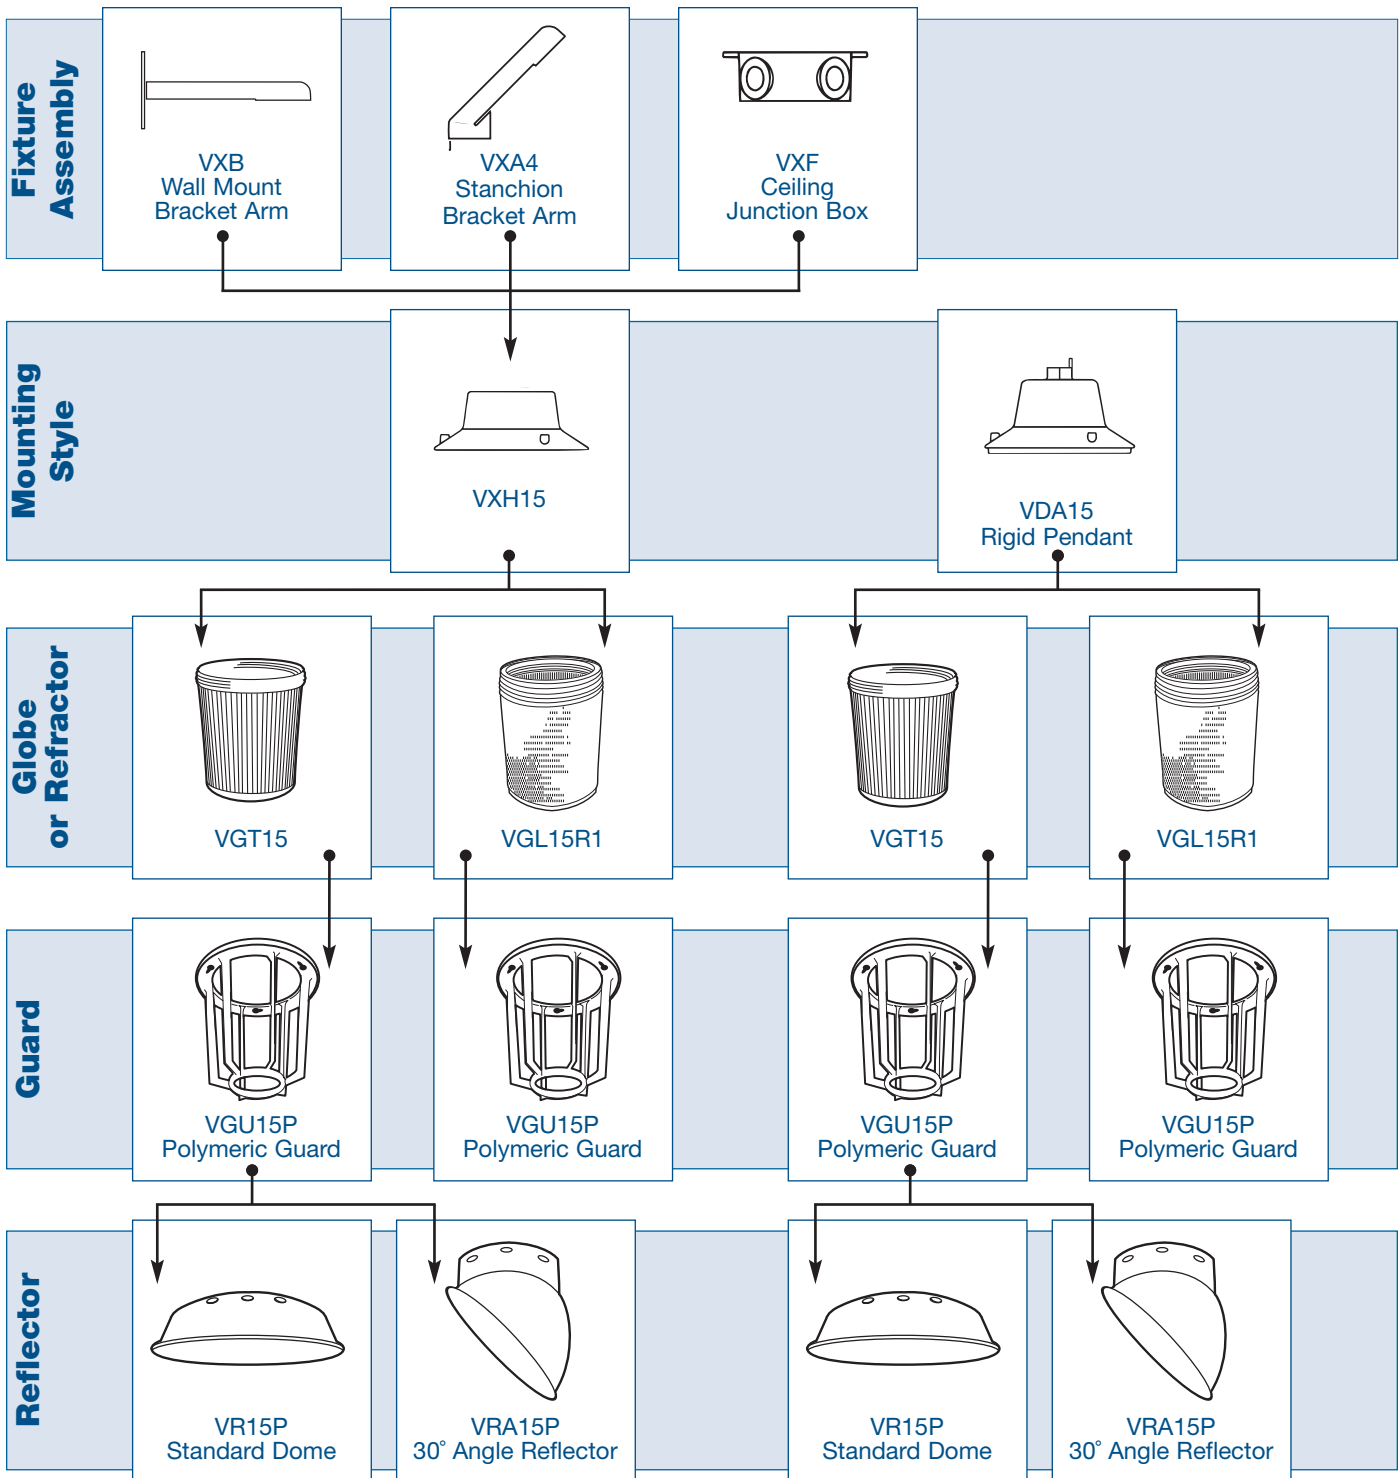 Fixture
Assembly
VXB
Wall Mount
Bracket Arm
VXA4
Stanchion
Bracket Arm
VXF
Ceiling
Junction Box
Mounting
Style
VXH15
VDA15
Rigid Pendant
Globe
or Refractor
VGT15
VGL15R1
VGT15
VGL15R1
Guard
VGU15P
Polymeric Guard
VGU15P
Polymeric Guard
VGU15P
Polymeric Guard
VGU15P
Polymeric Guard
Reflector
VR15P
Standard Dome
VRA15P
30° Angle Reflector
VR15P
Standard Dome
VRA15P
30° Angle Reflector